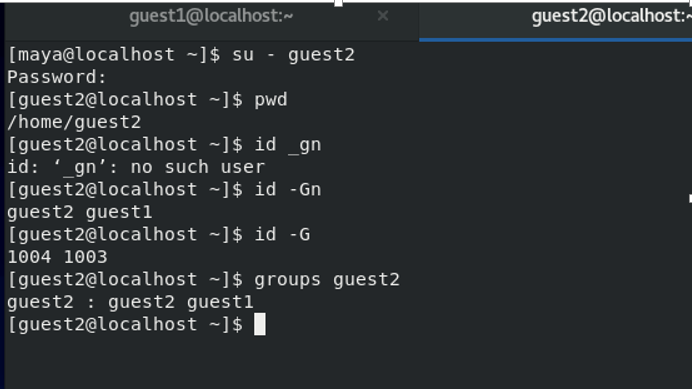 guest1@localhost:~ × guest2@localhost:~
[maya@localhost ~]$ su - guest2
Password:
[guest2@localhost ~]$ pwd
/home/guest2
[guest2@localhost ~]$ id _gn
id: ‘_gn’: no such user
[guest2@localhost ~]$ id -Gn
guest2 guest1
[guest2@localhost ~]$ id -G
1004 1003
[guest2@localhost ~]$ groups guest2
guest2 : guest2 guest1
[guest2@localhost ~]$